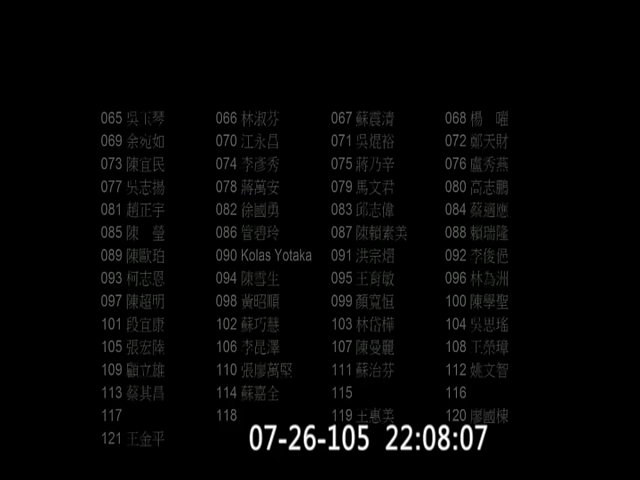 065 吳玉琴 066 林淑芬 067 蘇震清 068 楊 曜
069 余宛如 070 江永昌 071 吳焜裕 072 鄭天財
073 陳宜民 074 李彥秀 075 蔣乃辛 076 盧秀燕
077 吳志揚 078 蔣萬安 079 馬文君 080 高志鵬
081 趙正宇 082 徐國勇 083 邱志偉 084 蔡適應
085 陳 瑩 086 管碧玲 087 陳賴素美 088 賴瑞隆
089 陳歐珀 090 Kolas Yotaka 091 洪宗熠 092 李俊俋
093 柯志恩 094 陳雪生 095 王育敏 096 林為洲
097 陳超明 098 黃昭順 099 顏寬恒 100 陳學聖
101 段宜康 102 蘇巧慧 103 林岱樺 104 吳思瑤
105 張宏陸 106 李昆澤 107 陳曼麗 108 王榮璋
109 顧立雄 110 張廖萬堅 111 蘇治芬 112 姚文智
113 蔡其昌 114 蘇嘉全 115 116
117 118 119 王惠美 120 廖國棟
121 王金平
07-26-105 22:08:07